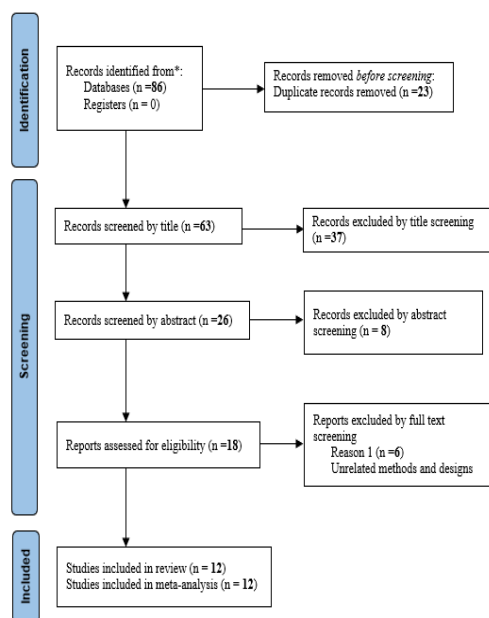 Identification
Records identified from*:
Databases (n =86)
Registers (n = 0)
Records removed before screening:
Duplicate records removed (n =23)
Screening
Records screened by title (n =63)
Records excluded by title screening
(n =37)
Records screened by abstract (n =26)
Records excluded by abstract
screening (n = 8)
Reports assessed for eligibility (n =18)
Reports excluded by full text
screening
Reason 1 (n =6)
Unrelated methods and designs
Included
Studies included in review (n = 12)
Studies included in meta-analysis (n = 12)